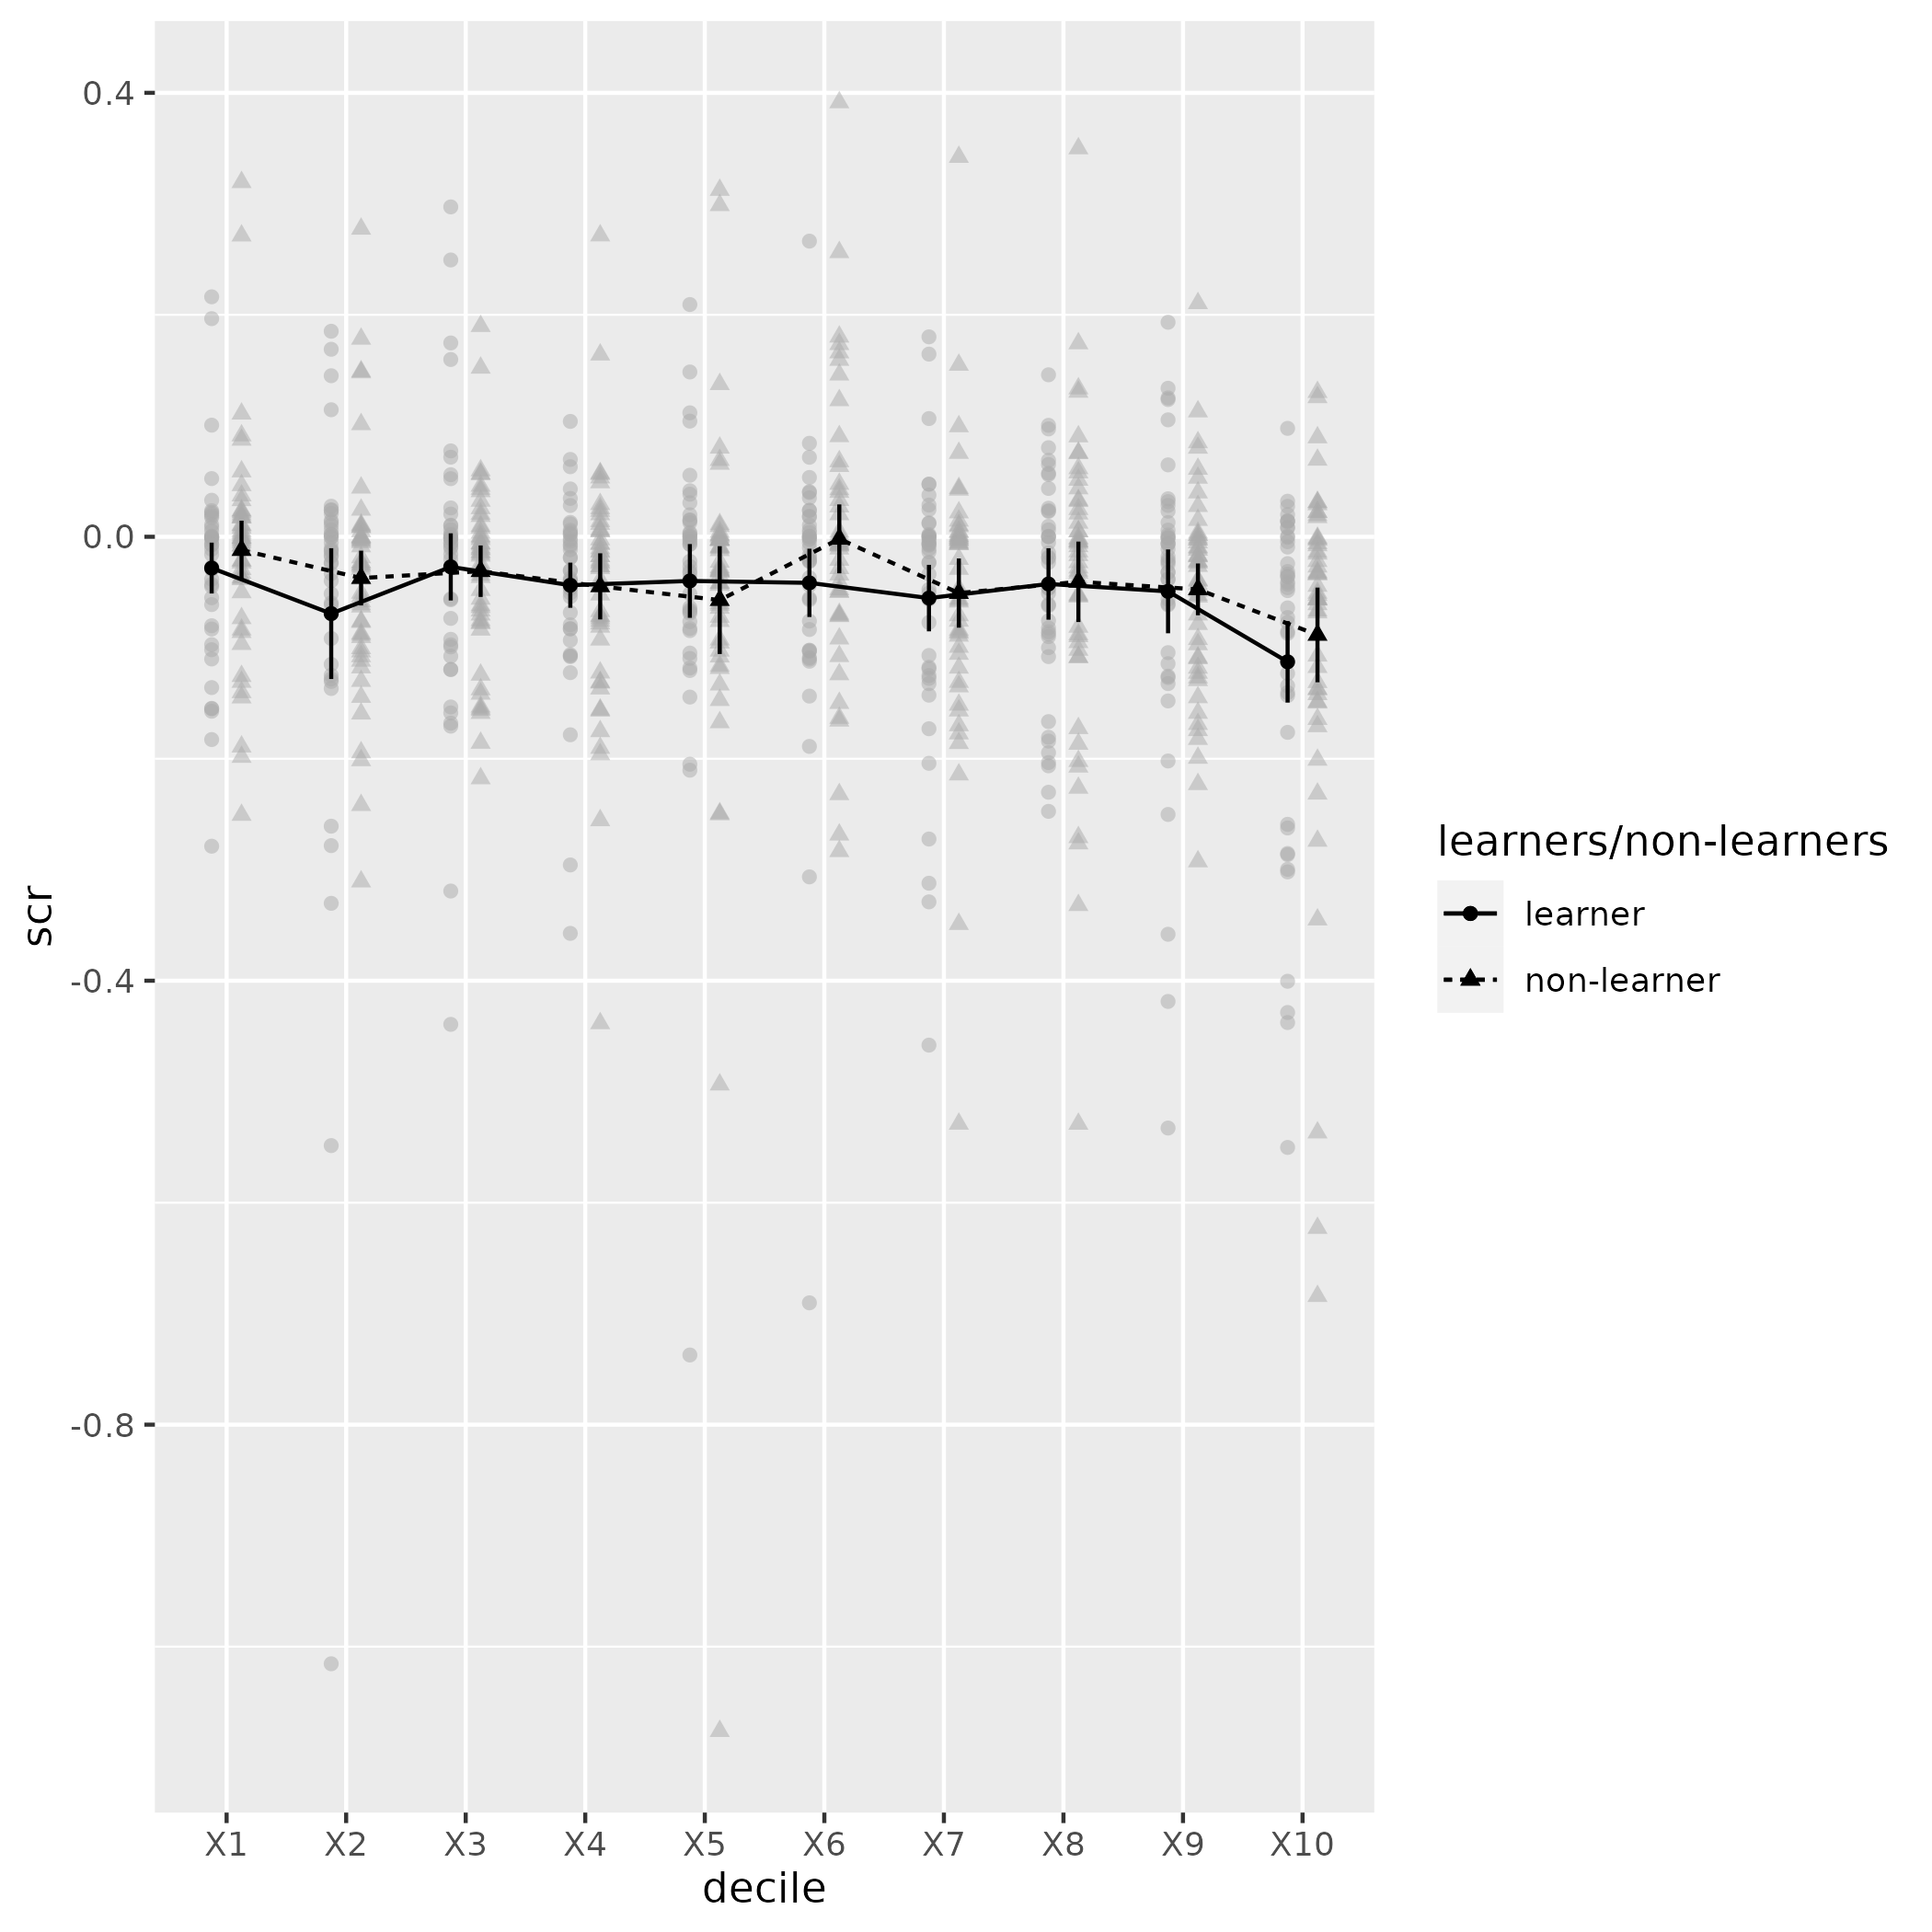 0.4
0.0
-0.4
-0.8
scr
X1 X2 X3 X4 X5 X6 X7 X8 X9 X10
decile
learners/non-learners
learner
non-learner